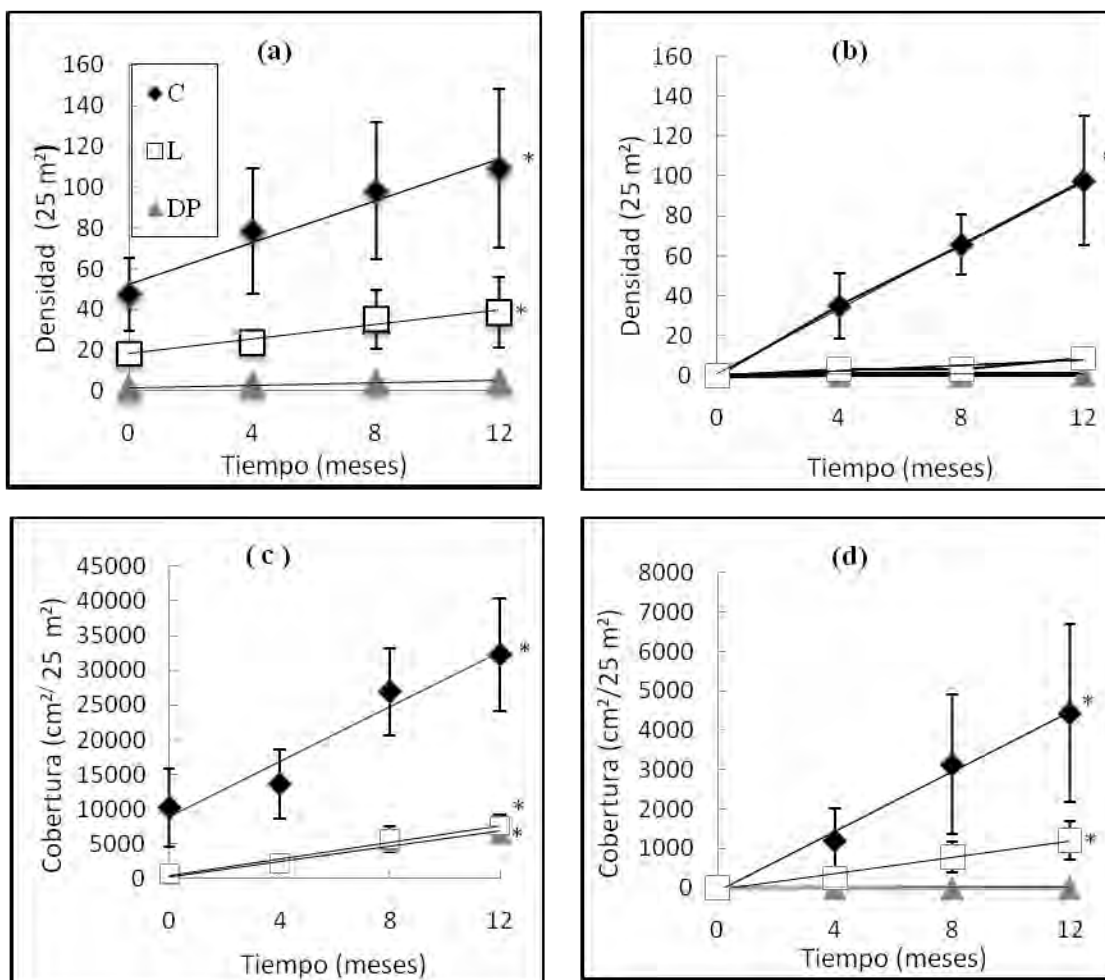 (a)
160
140
120
100
80
60
40
20
0
Densidad (25 m²)
C
L
DP
*
*
0 4 8 12
Tiempo (meses)
(b)
160
140
120
100
80
60
40
20
0
Densidad (25 m²)
*
0 4 8 12
Tiempo (meses)
(c)
45000
40000
35000
30000
25000
20000
15000
10000
5000
0
Cobertura (cm²/ 25 m²)
*
*
*
0 4 8 12
Tiempo (meses)
(d)
8000
7000
6000
5000
4000
3000
2000
1000
0
Cobertura (cm²/25 m²)
*
*
0 4 8 12
Tiempo (meses)